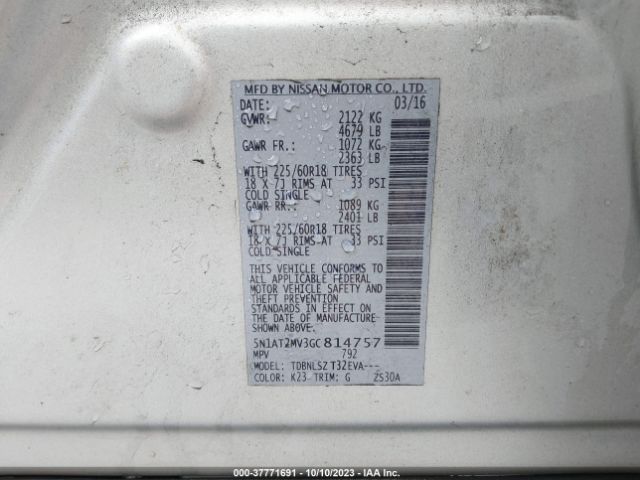 MFD BY NISSAN MOTOR CO., LTD.
DATE: 03/16
GVWR: 2122 KG
4679 LB
GAWR FR.: 1072 KG
2363 LB
WITH 225/60R18 TIRES
18 X 7J RIMS AT 33 PSI
COLD SINGLE
GAWR RR.: 1089 KG
2401 LB
WITH 225/60R18 TIRES
18 X 7J RIMS AT 33 PSI
COLD SINGLE
THIS VEHICLE CONFORMS TO
ALL APPLICABLE FEDERAL
MOTOR VEHICLE SAFETY AND
THEFT PREVENTION
STANDARDS IN EFFECT ON
THE DATE OF MANUFACTURE
SHOWN ABOVE.
5N1AT2MV3GC814757
MPV 792
MODEL: TDBNLSZ T32EVA---
COLOR: K23 TRIM: G ZS30A
000-37771691 - 10/10/2023 - IAA Inc.